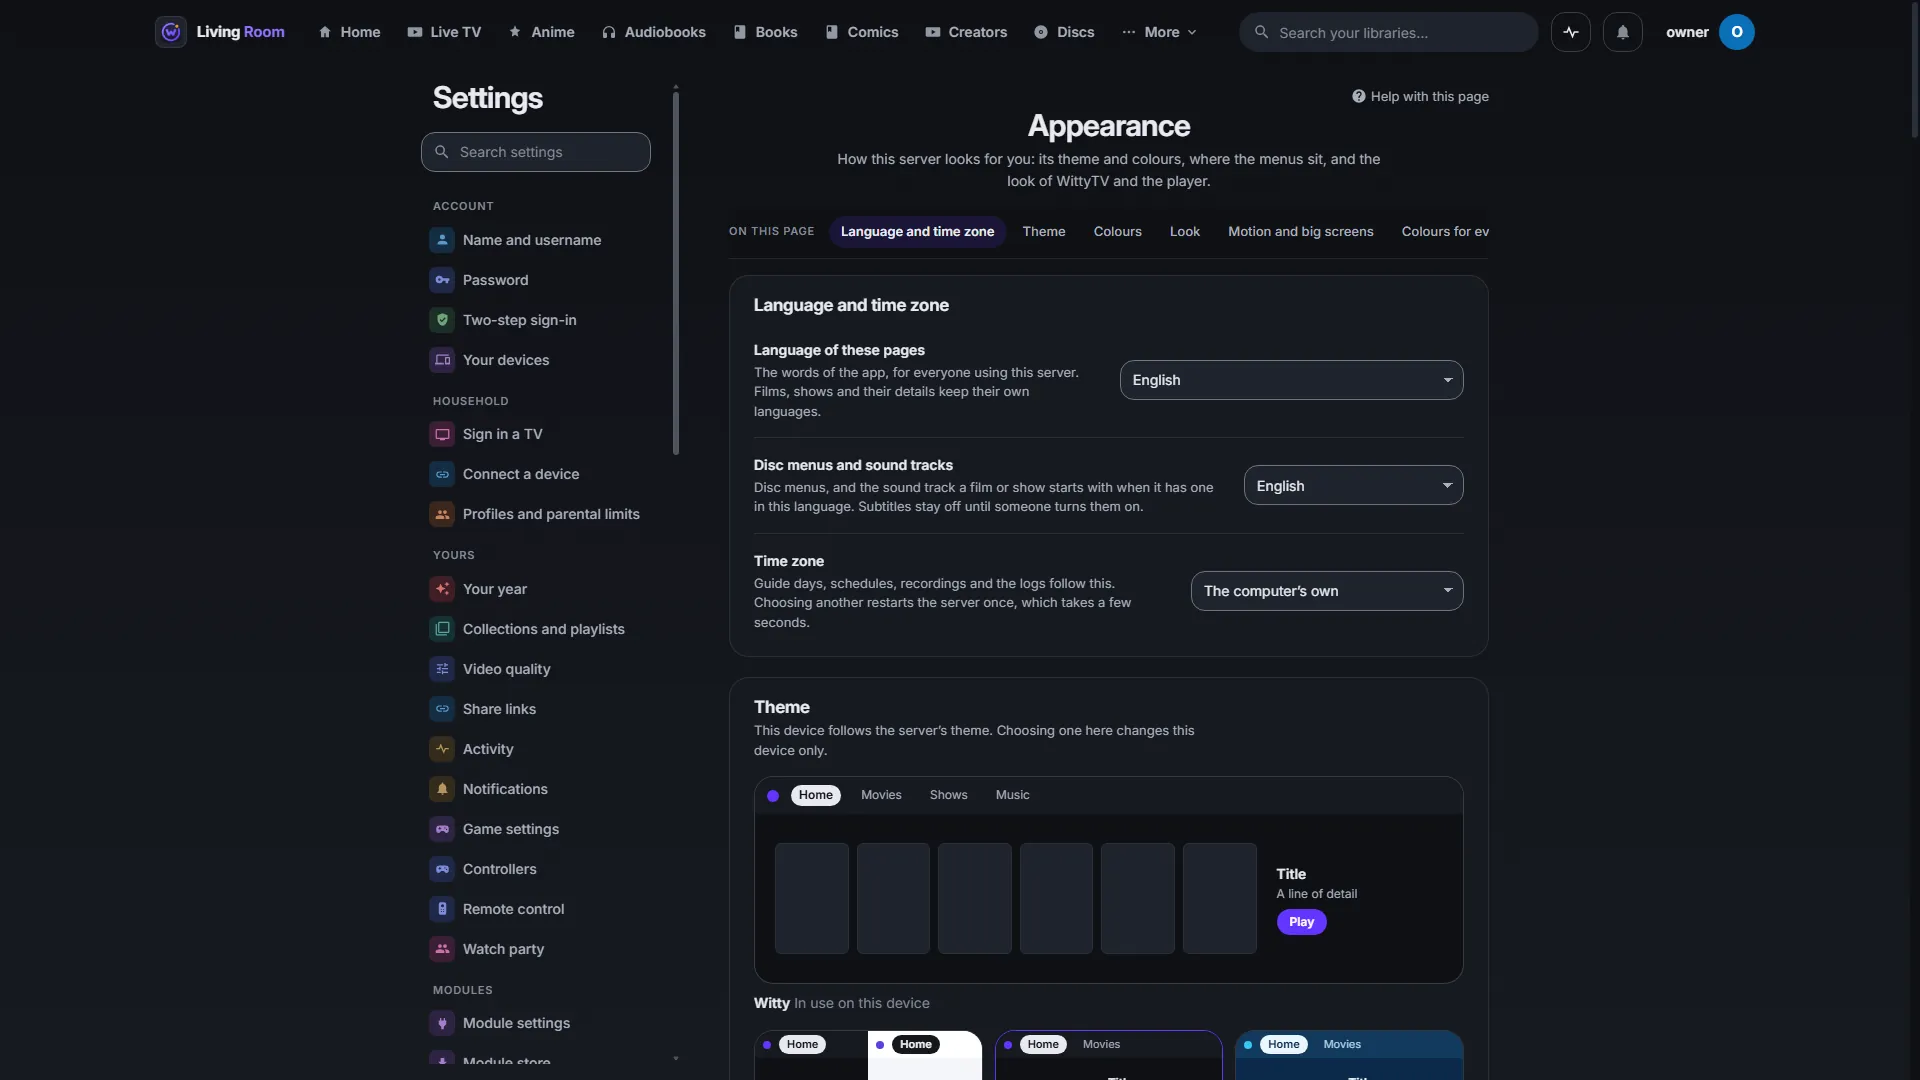 Living Room
Home
Live TV
Anime
Audiobooks
Books
Comics
Creators
Discs
More
Search your libraries...
owner
O
Settings
Search settings
ACCOUNT
Name and username
Password
Two-step sign-in
Your devices
HOUSEHOLD
Sign in a TV
Connect a device
Profiles and parental limits
YOURS
Your year
Collections and playlists
Video quality
Share links
Activity
Notifications
Game settings
Controllers
Remote control
Watch party
MODULES
Module settings
Module store
Help with this page
Appearance
How this server looks for you: its theme and colours, where the menus sit, and the
look of WittyTV and the player.
ON THIS PAGE
Language and time zone
Theme
Colours
Look
Motion and big screens
Colours for ev
Language and time zone
Language of these pages
The words of the app, for everyone using this server.
Films, shows and their details keep their own
languages.
English
Disc menus and sound tracks
Disc menus, and the sound track a film or show starts with when it has one
in this language. Subtitles stay off until someone turns them on.
English
Time zone
Guide days, schedules, recordings and the logs follow this.
Choosing another restarts the server once, which takes a few
seconds.
The computer’s own
Theme
This device follows the server’s theme. Choosing one here changes this
device only.
Home
Movies
Shows
Music
Title
A line of detail
Play
Witty In use on this device
Home
Home
Home
Movies
Home
Movies